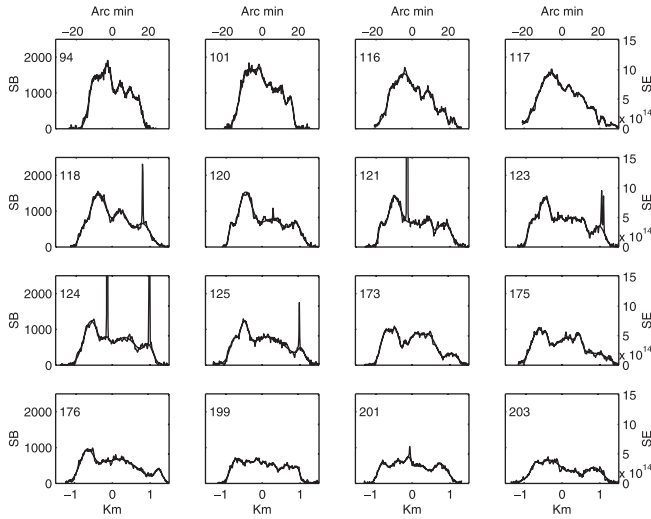 Arc min Arc min Arc min Arc min
−20 0 20 −20 0 20 −20 0 20 −20 0 20
2000 94 101 116 117 15
SB 1000 10 SE
0 5
0
x 10^14
2000 118 120 121 123 15
SB 1000 10 SE
0 5
0
x 10^14
2000 124 125 173 175 15
SB 1000 10 SE
0 5
0
x 10^14
2000 176 199 201 203 15
SB 1000 10 SE
0 5
0
x 10^14
−1 0 1 −1 0 1 −1 0 1 −1 0 1
Km Km Km Km